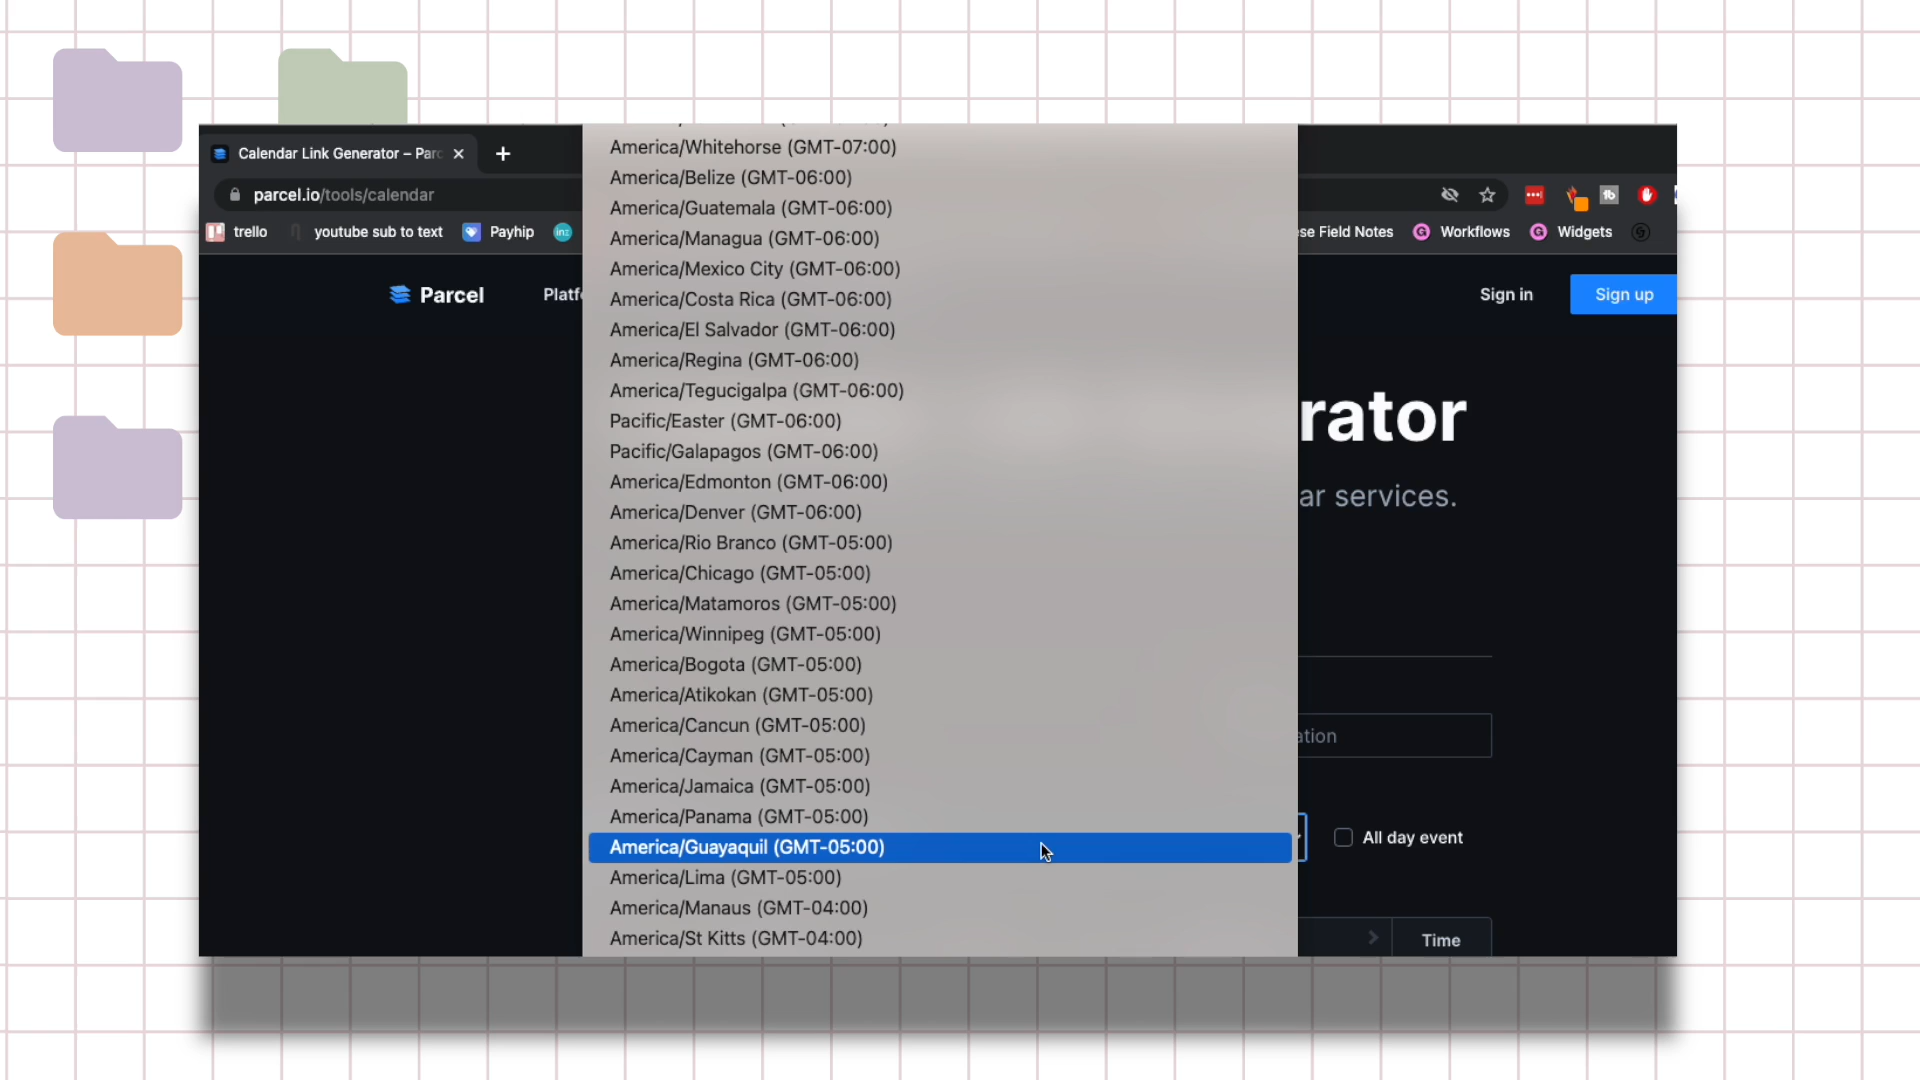 Calendar Link Generator – Parc
parcel.io/tools/calendar
trello
youtube sub to text
Payhip
inz
se Field Notes
Workflows
Widgets
Parcel
Platf
Sign in
Sign up
rator
ar services.
ation
All day event
Time
America/Whitehorse (GMT-07:00)
America/Belize (GMT-06:00)
America/Guatemala (GMT-06:00)
America/Managua (GMT-06:00)
America/Mexico City (GMT-06:00)
America/Costa Rica (GMT-06:00)
America/El Salvador (GMT-06:00)
America/Regina (GMT-06:00)
America/Tegucigalpa (GMT-06:00)
Pacific/Easter (GMT-06:00)
Pacific/Galapagos (GMT-06:00)
America/Edmonton (GMT-06:00)
America/Denver (GMT-06:00)
America/Rio Branco (GMT-05:00)
America/Chicago (GMT-05:00)
America/Matamoros (GMT-05:00)
America/Winnipeg (GMT-05:00)
America/Bogota (GMT-05:00)
America/Atikokan (GMT-05:00)
America/Cancun (GMT-05:00)
America/Cayman (GMT-05:00)
America/Jamaica (GMT-05:00)
America/Panama (GMT-05:00)
America/Guayaquil (GMT-05:00)
America/Lima (GMT-05:00)
America/Manaus (GMT-04:00)
America/St Kitts (GMT-04:00)